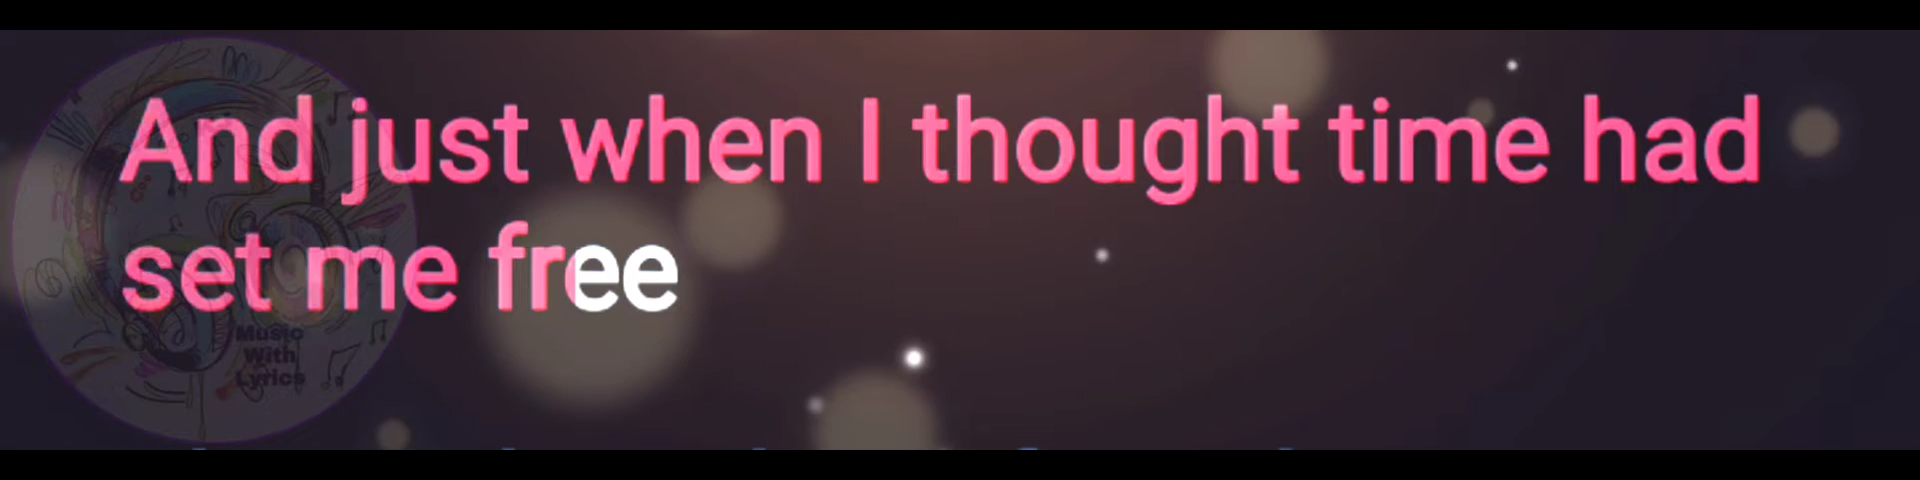 And just when I thought time had
set me free
Music
With
Lyrics